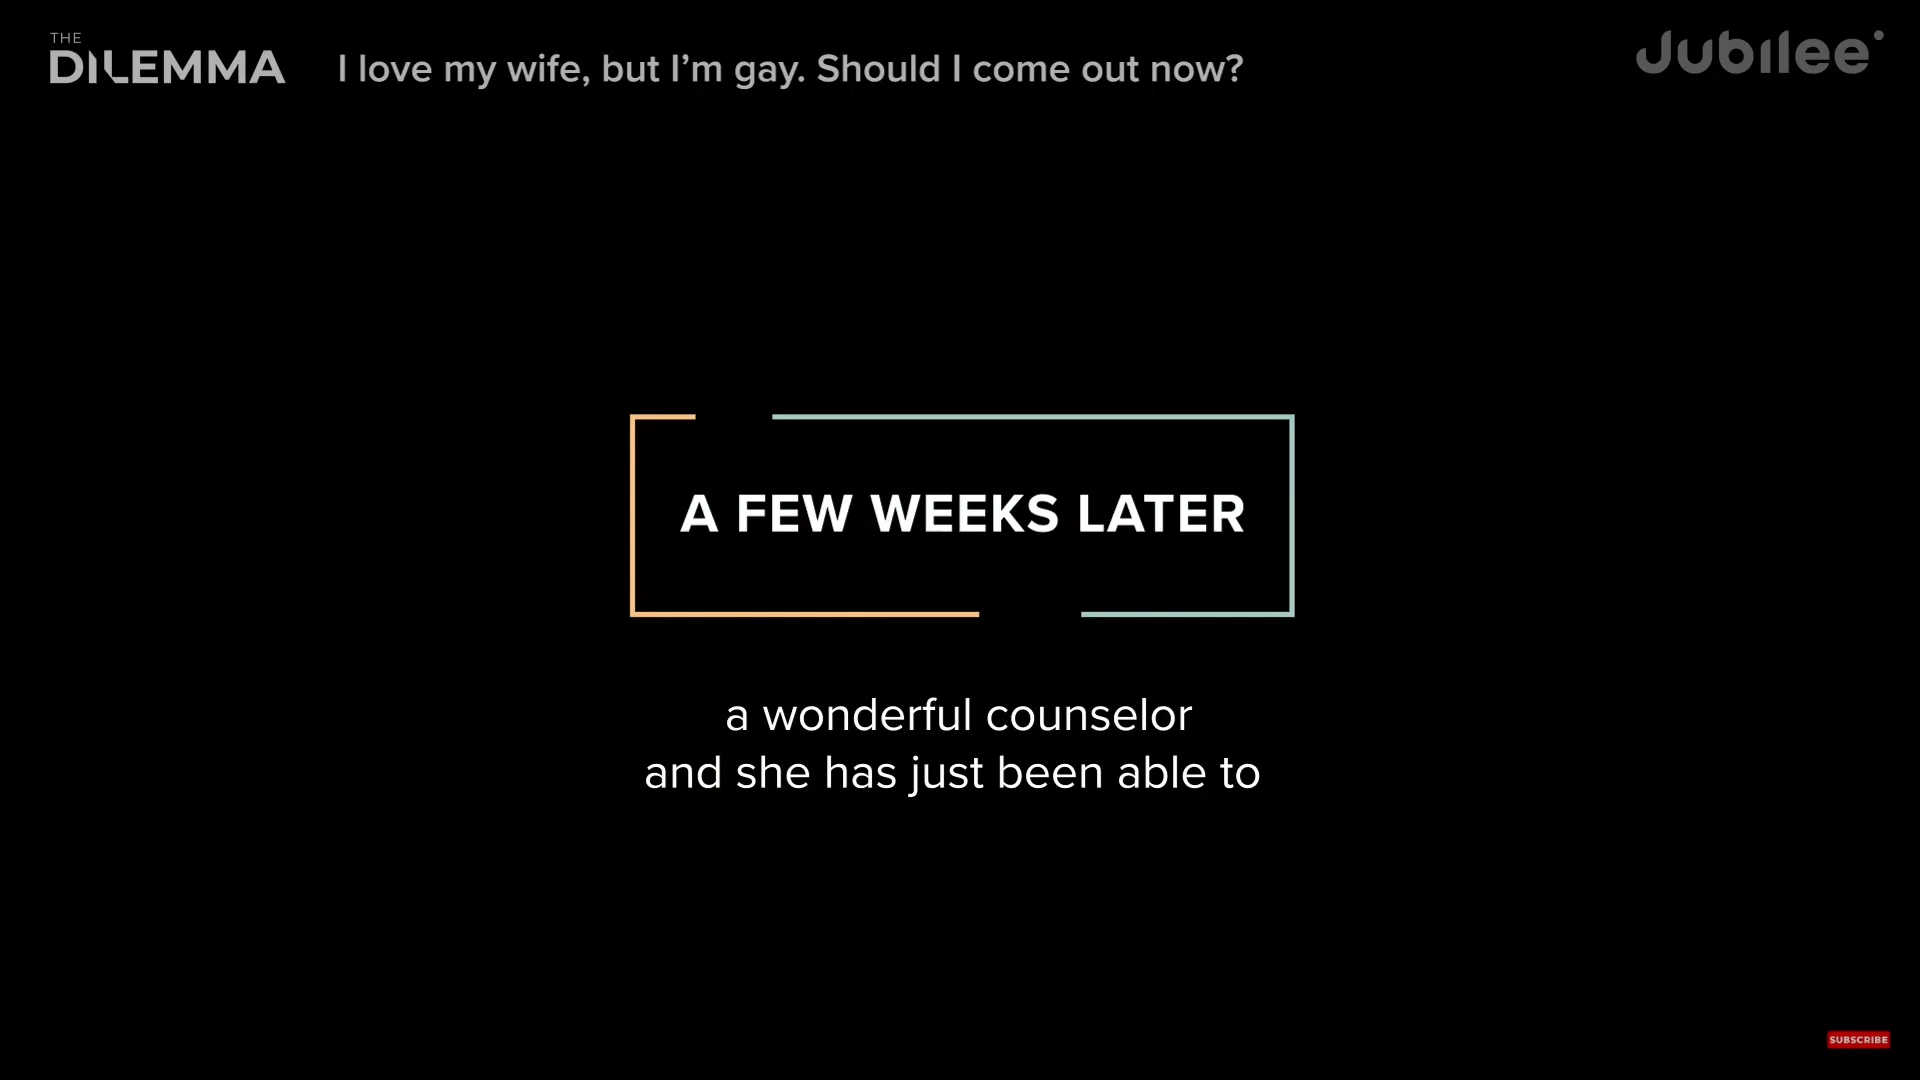 THE
DILEMMA
I love my wife, but I’m gay. Should I come out now?
Jubilee
A FEW WEEKS LATER
a wonderful counselor
and she has just been able to
SUBSCRIBE